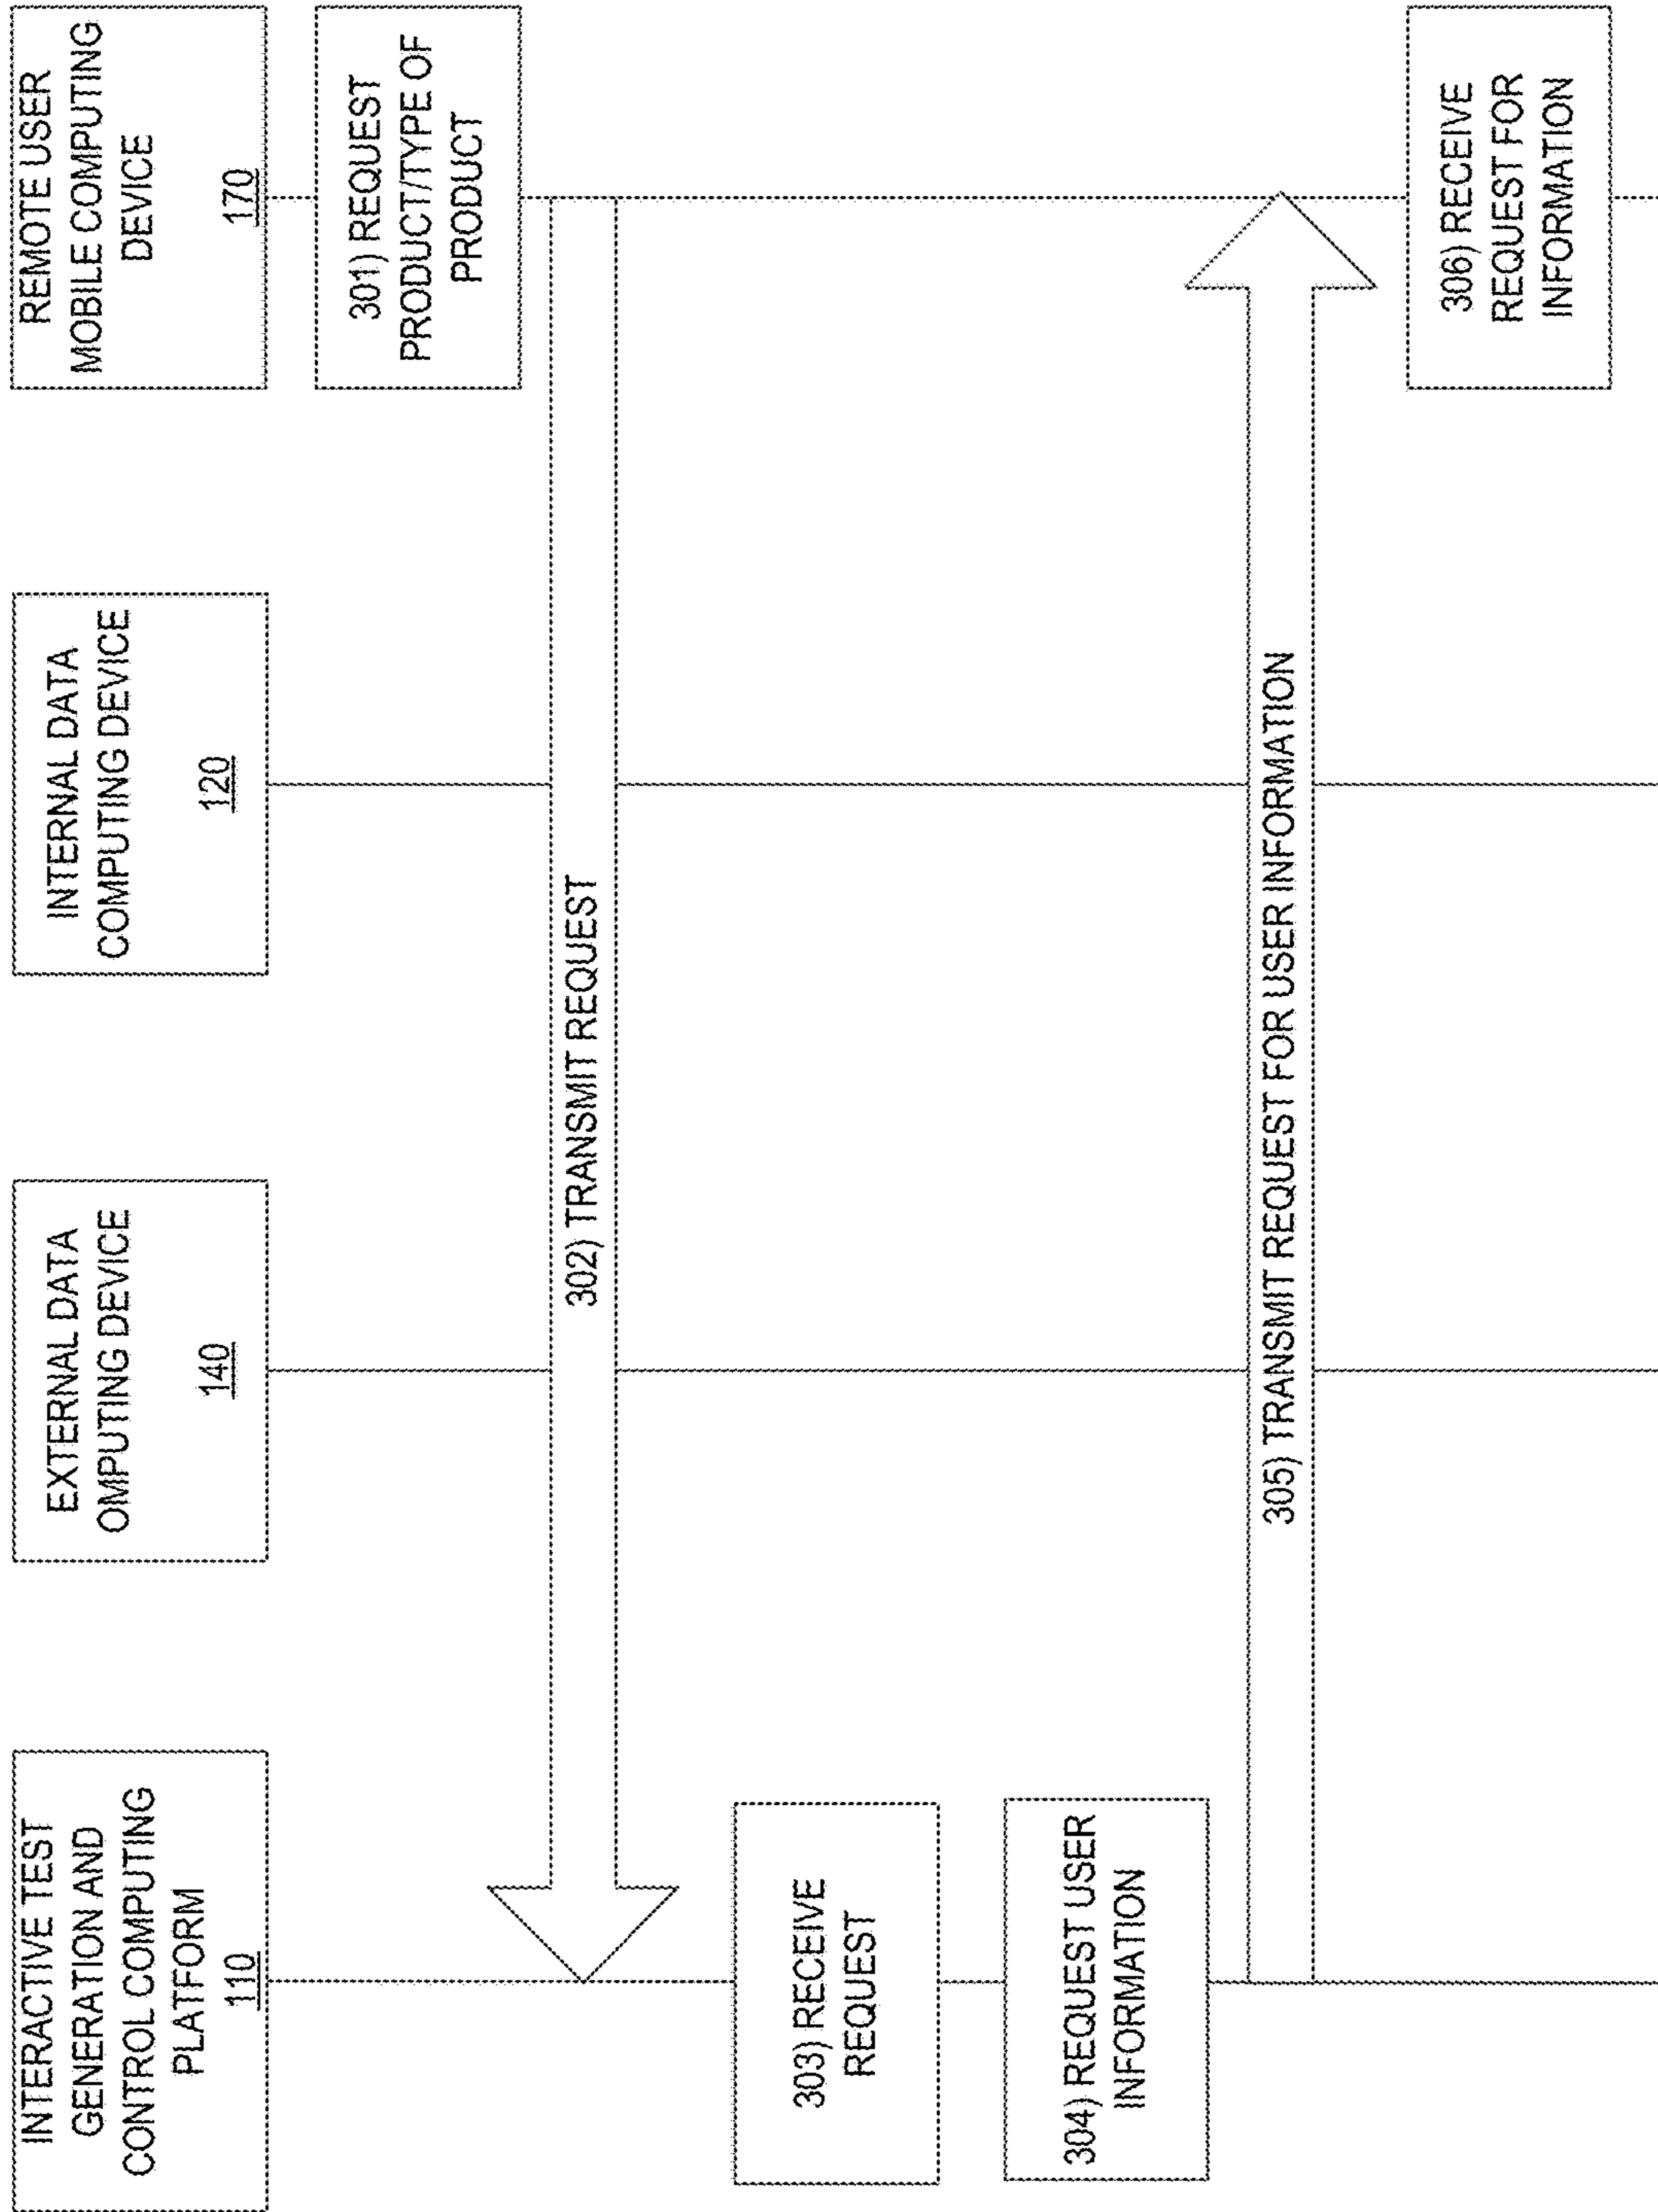 INTERACTIVE TEST
GENERATION AND
CONTROL COMPUTING
PLATFORM
110
EXTERNAL DATA
OMPUTING DEVICE
140
INTERNAL DATA
COMPUTING DEVICE
120
REMOTE USER
MOBILE COMPUTING
DEVICE
170
301) REQUEST
PRODUCT/TYPE OF
PRODUCT
302) TRANSMIT REQUEST
303) RECEIVE
REQUEST
304) REQUEST USER
INFORMATION
305) TRANSMIT REQUEST FOR USER INFORMATION
306) RECEIVE
REQUEST FOR
INFORMATION